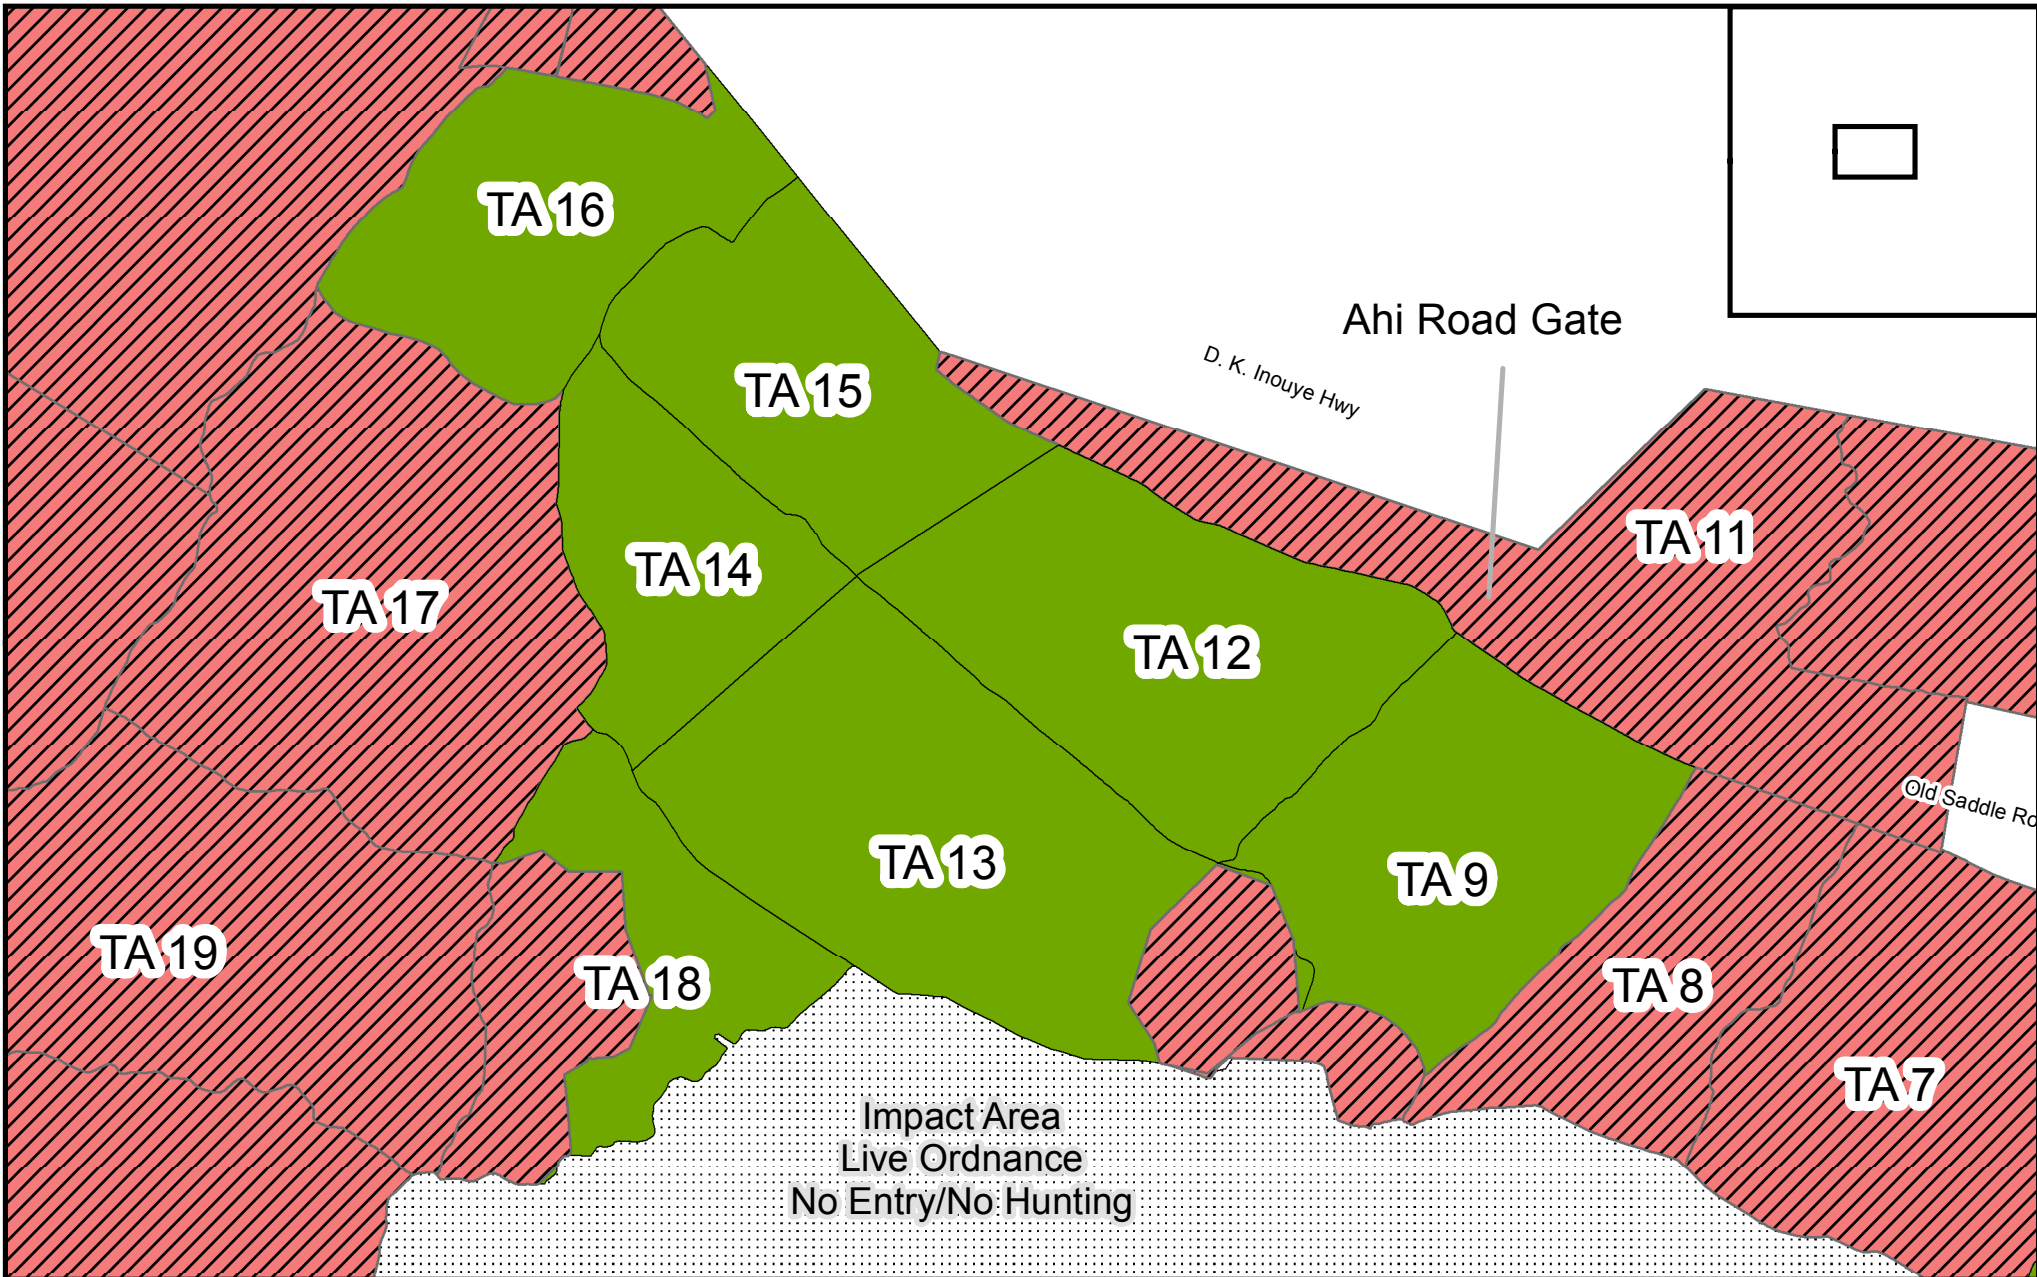 TA 16
Ahi Road Gate
D. K. Inouye Hwy
TA 15
TA 11
TA 14
TA 17
TA 12
Old Saddle Ro
TA 13
TA 9
TA 19
TA 18
TA 8
TA 7
Impact Area
Live Ordnance
No Entry/No Hunting